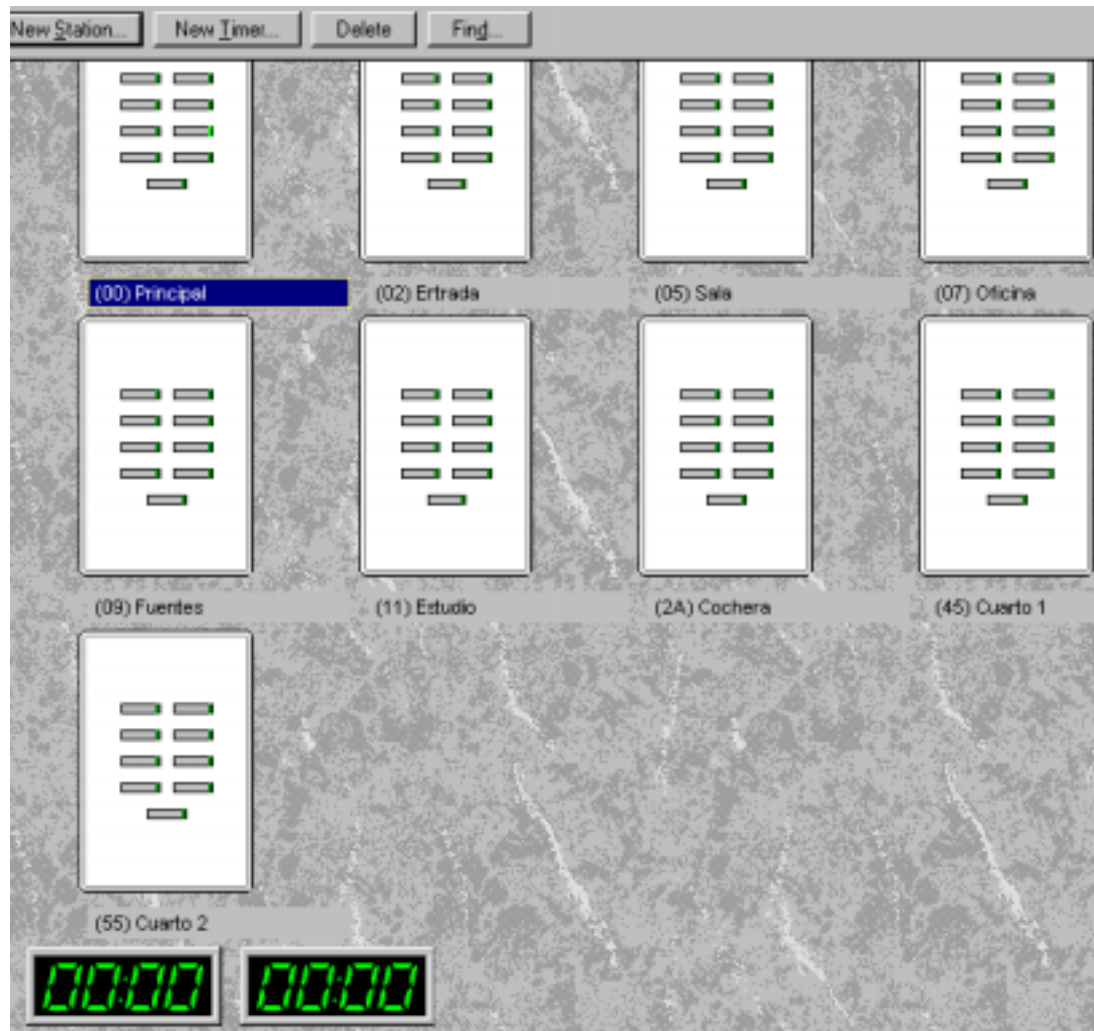 New Station... New Timer... Delete Find...
(00) Principal (02) Entrada (05) Sala (07) Oficina
(09) Fuentes (11) Estudio (2A) Cochera (45) Cuarto 1
(55) Cuarto 2
00:00 00:00